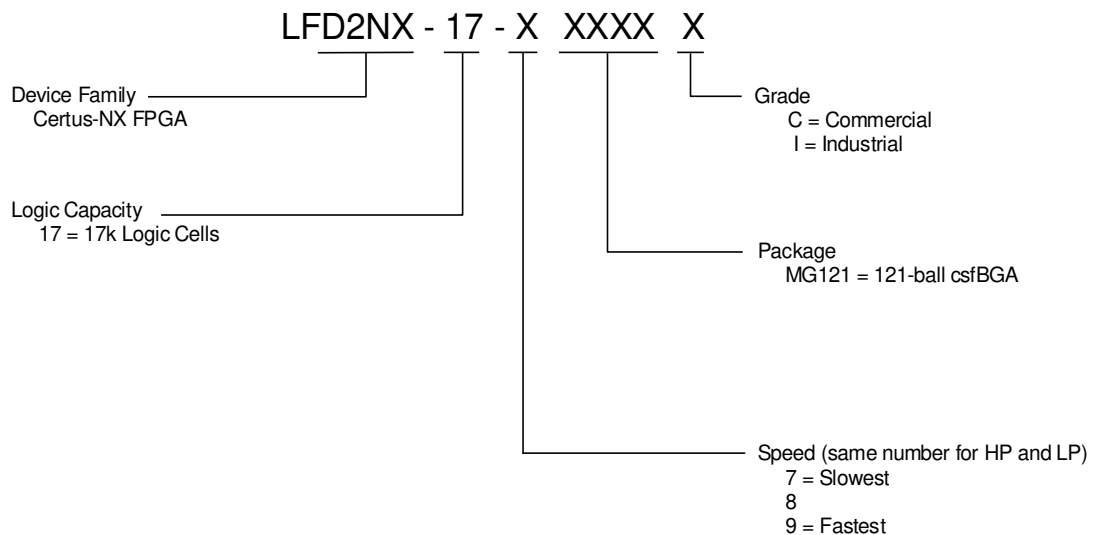 LFD2NX - 17 - X XXXX X
Device Family
Certus-NX FPGA
Grade
C = Commercial
I = Industrial
Logic Capacity
17 = 17k Logic Cells
Package
MG121 = 121-ball csfBGA
Speed (same number for HP and LP)
7 = Slowest
8
9 = Fastest